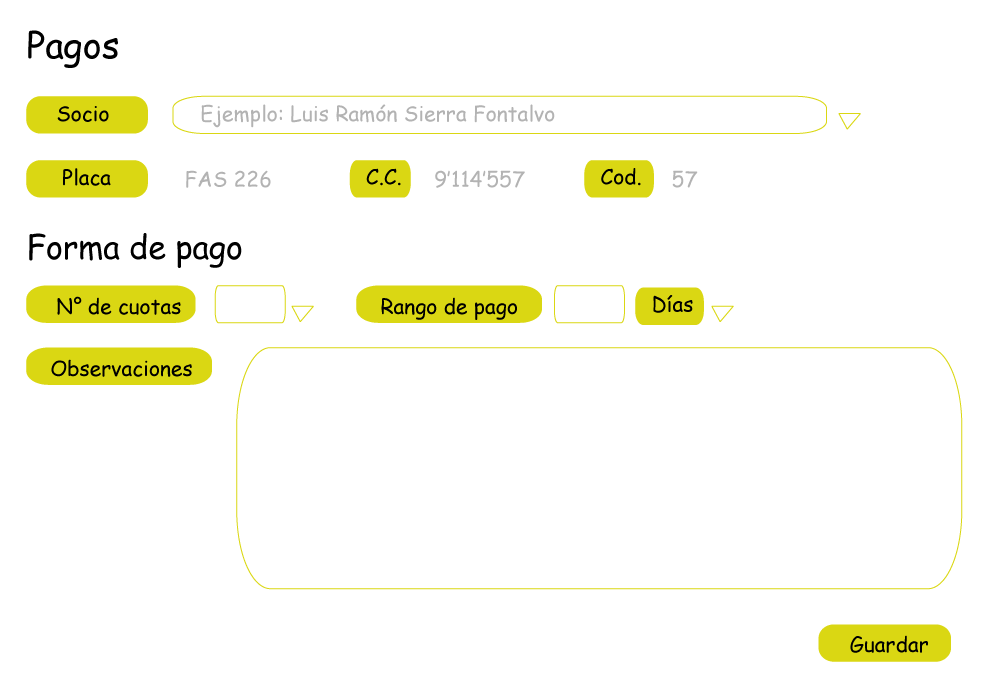 Pagos
Socio Ejemplo: Luis Ramón Sierra Fontalvo
Placa FAS 226 C.C. 9'114'557 Cod. 57
Forma de pago
N° de cuotas Rango de pago Días
Observaciones
Guardar